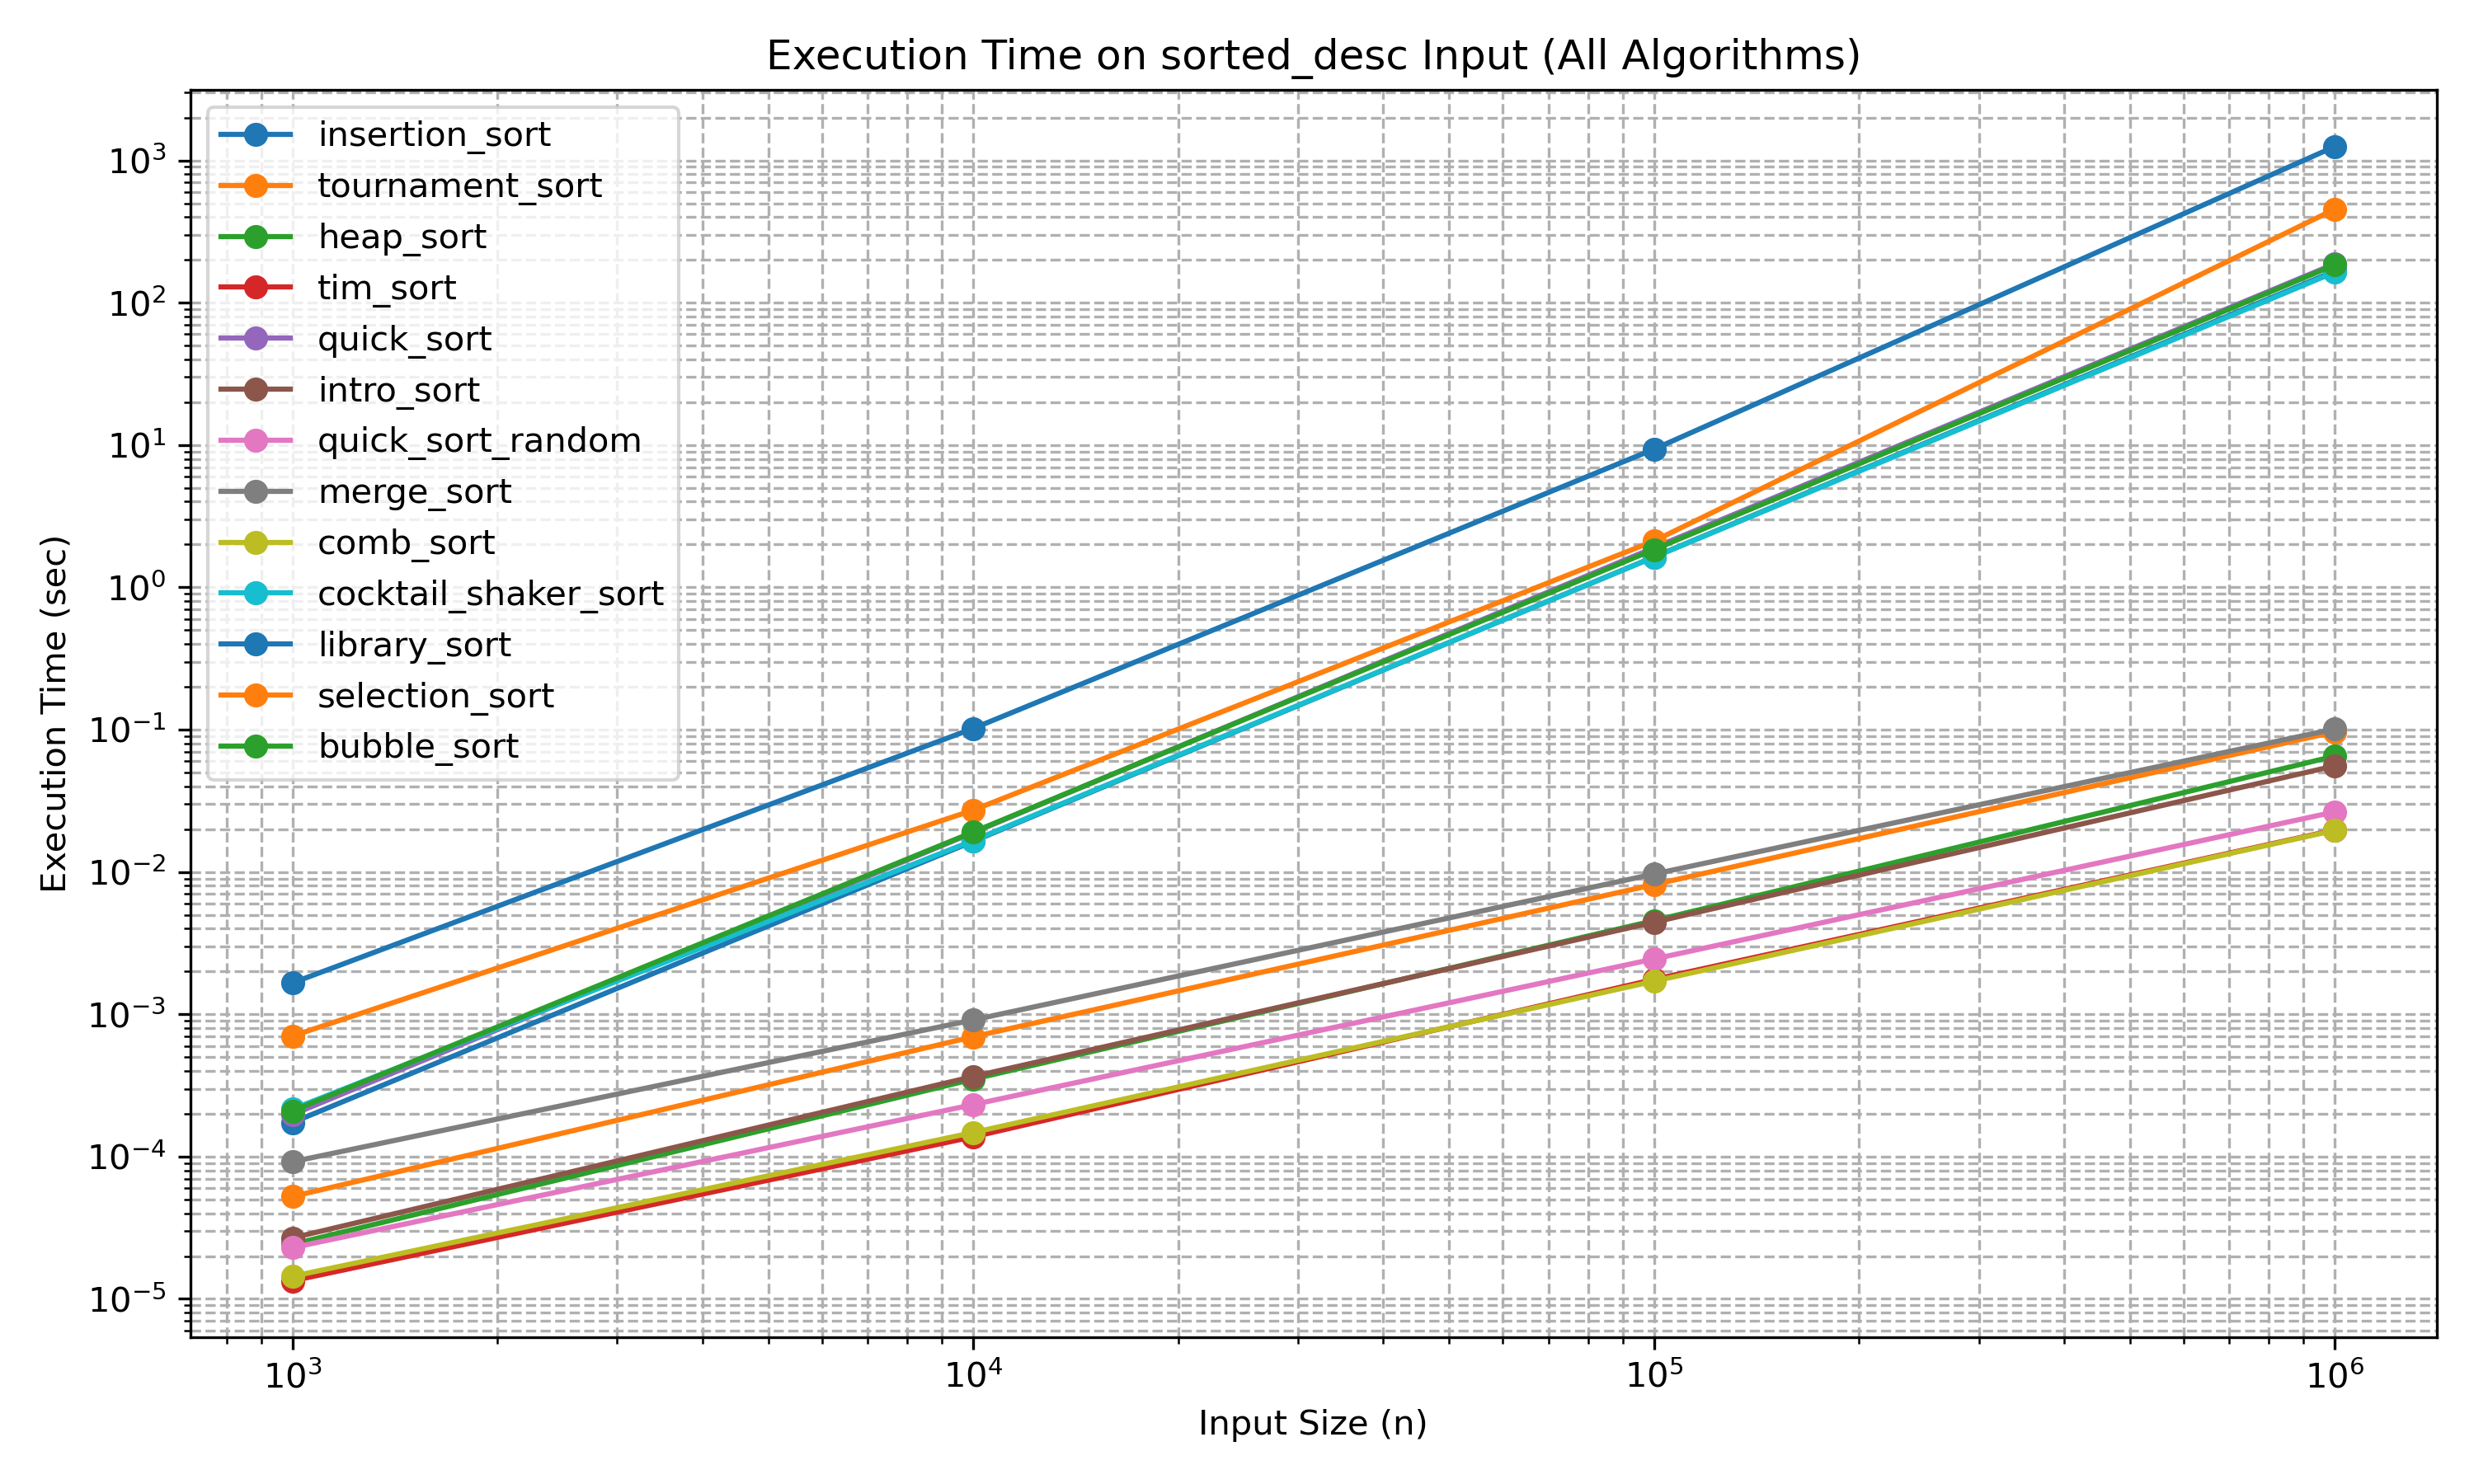 Execution Time on sorted_desc Input (All Algorithms)
insertion_sort
tournament_sort
heap_sort
tim_sort
quick_sort
intro_sort
quick_sort_random
merge_sort
comb_sort
cocktail_shaker_sort
library_sort
selection_sort
bubble_sort
Execution Time (sec)
10³
10²
10¹
10⁰
10⁻¹
10⁻²
10⁻³
10⁻⁴
10⁻⁵
10³ 10⁴ 10⁵ 10⁶
Input Size (n)